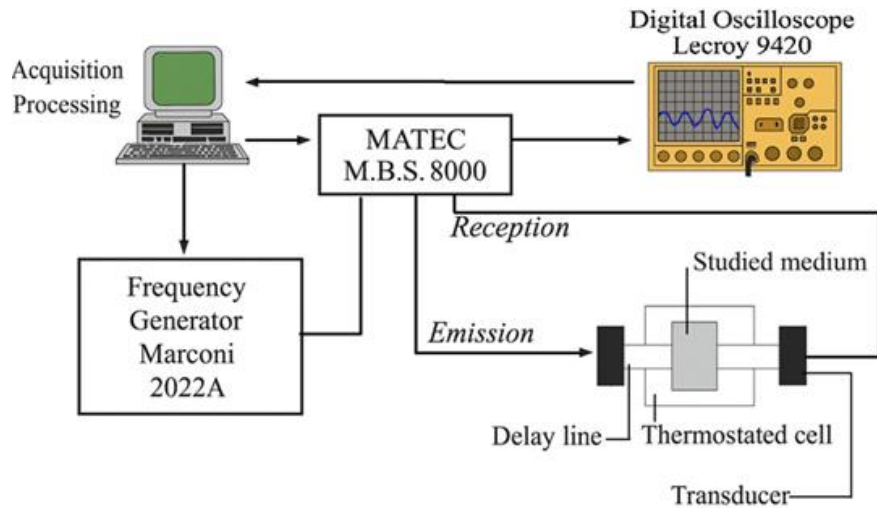 Digital Oscilloscope
Lecroy 9420
Acquisition
Processing
MATEC
M.B.S. 8000
Reception
Studied medium
Frequency
Generator
Marconi
2022A
Emission
Delay line
Thermostated cell
Transducer